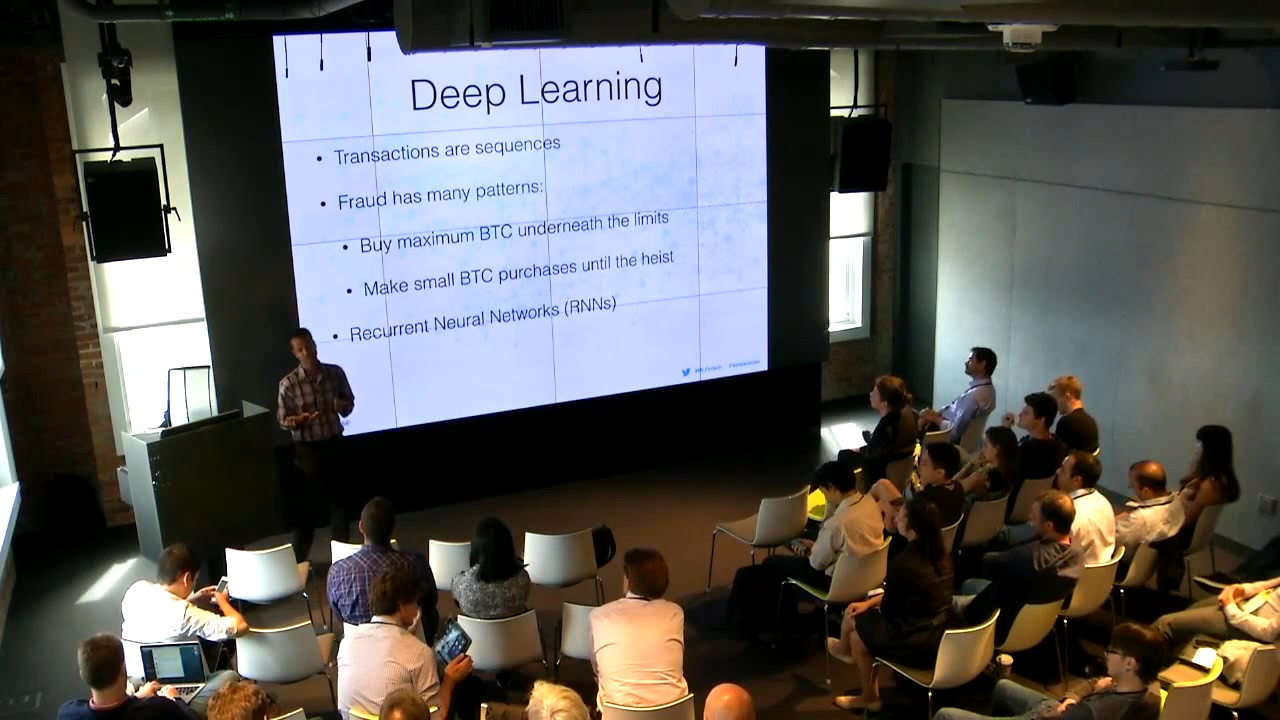 Deep Learning
• Transactions are sequences
• Fraud has many patterns:
• Buy maximum BTC underneath the limits
• Make small BTC purchases until the heist
• Recurrent Neural Networks (RNNs)